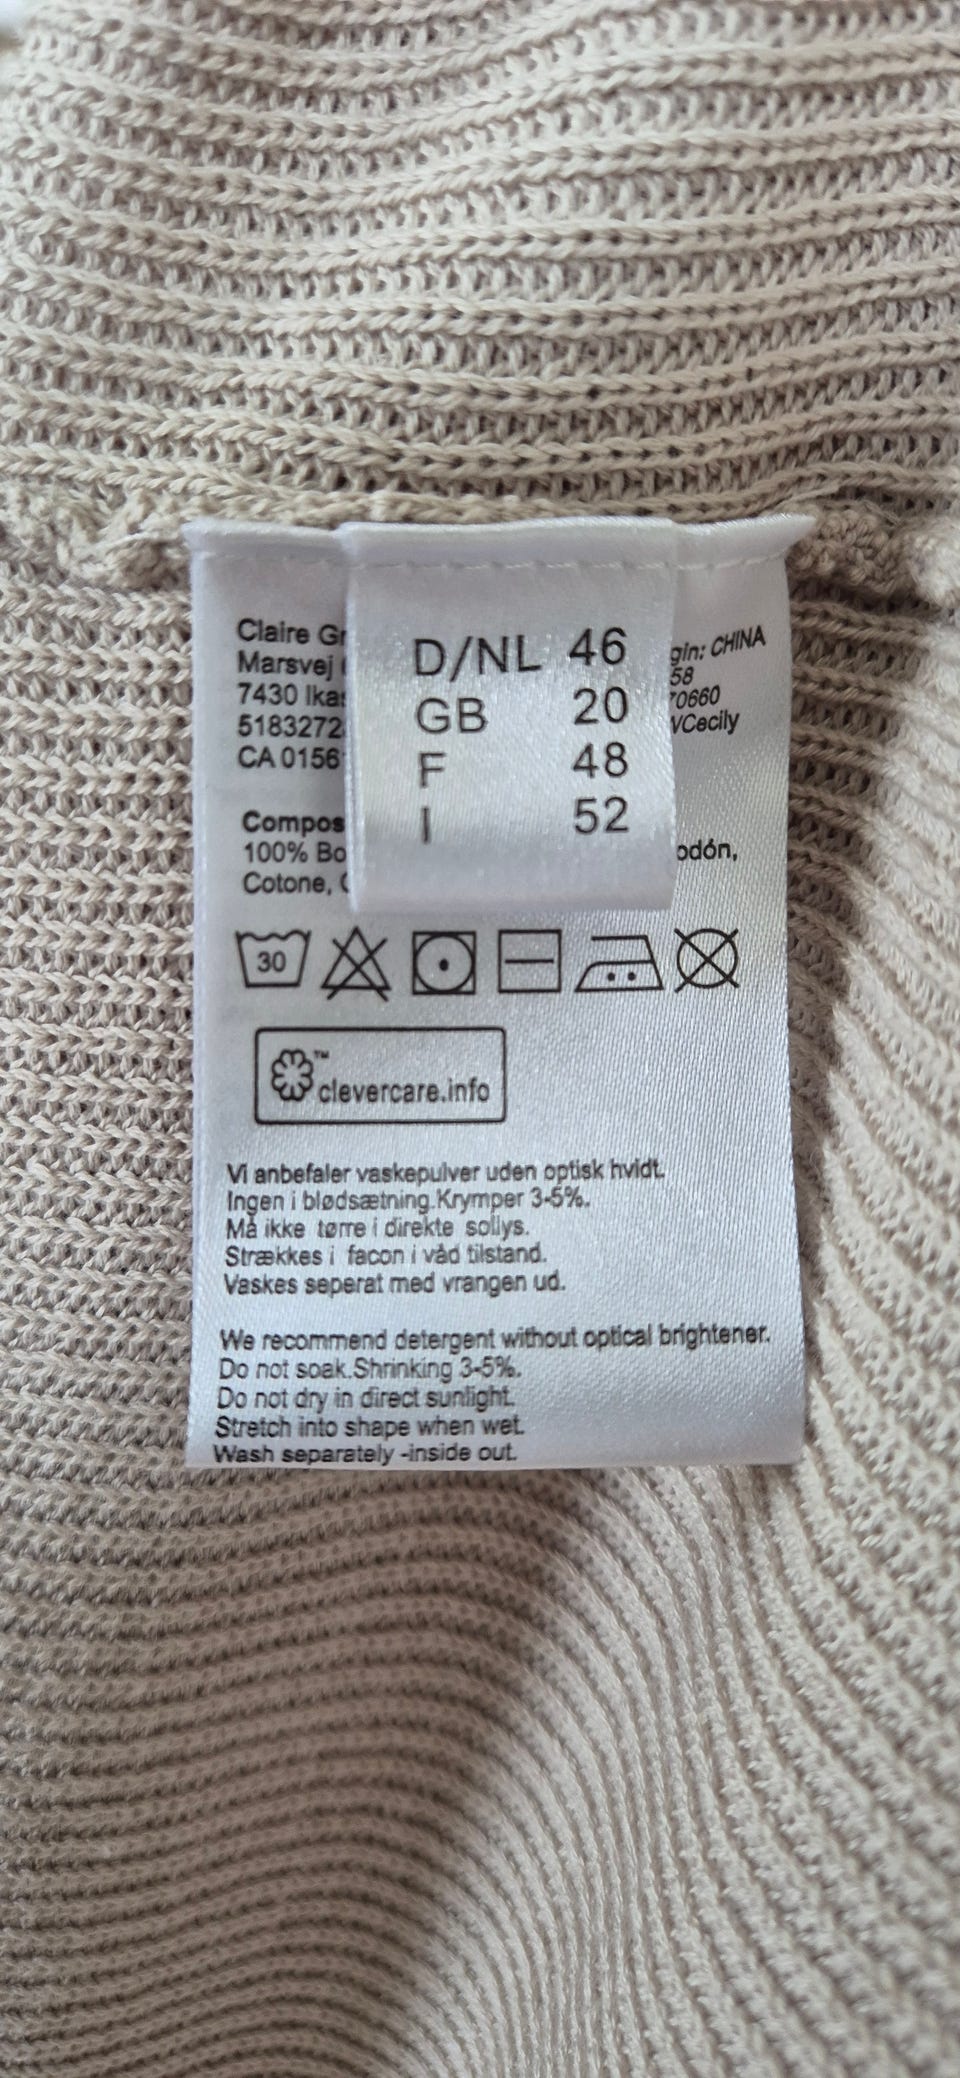 Claire Gr
Marsvej
7430 Ikas
5183272
CA 0156
gin: CHINA
58
70660
VCecily
D/NL 46
GB 20
F 48
I 52
Compos
100% Bo
Cotone,
odón,
30
™
clevercare.info
Vi anbefaler vaskepulver uden optisk hvidt.
Ingen i blødsætning.Krymper 3-5%.
Må ikke tørre i direkte sollys.
Strækkes i facon i våd tilstand.
Vaskes seperat med vrangen ud.
We recommend detergent without optical brightener.
Do not soak.Shrinking 3-5%.
Do not dry in direct sunlight.
Stretch into shape when wet.
Wash separately -inside out.